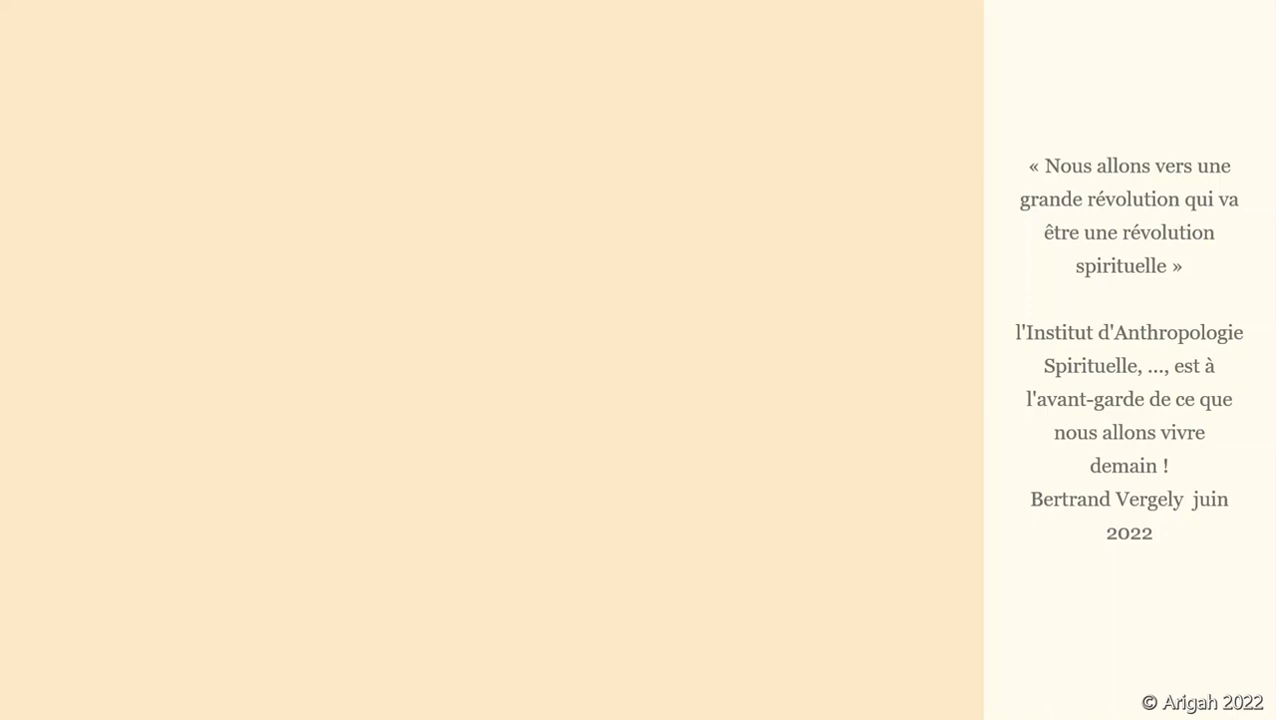 « Nous allons vers une
grande révolution qui va
être une révolution
spirituelle »
l'Institut d'Anthropologie
Spirituelle, ..., est à
l'avant-garde de ce que
nous allons vivre
demain !
Bertrand Vergely  juin
2022
© Arigah 2022